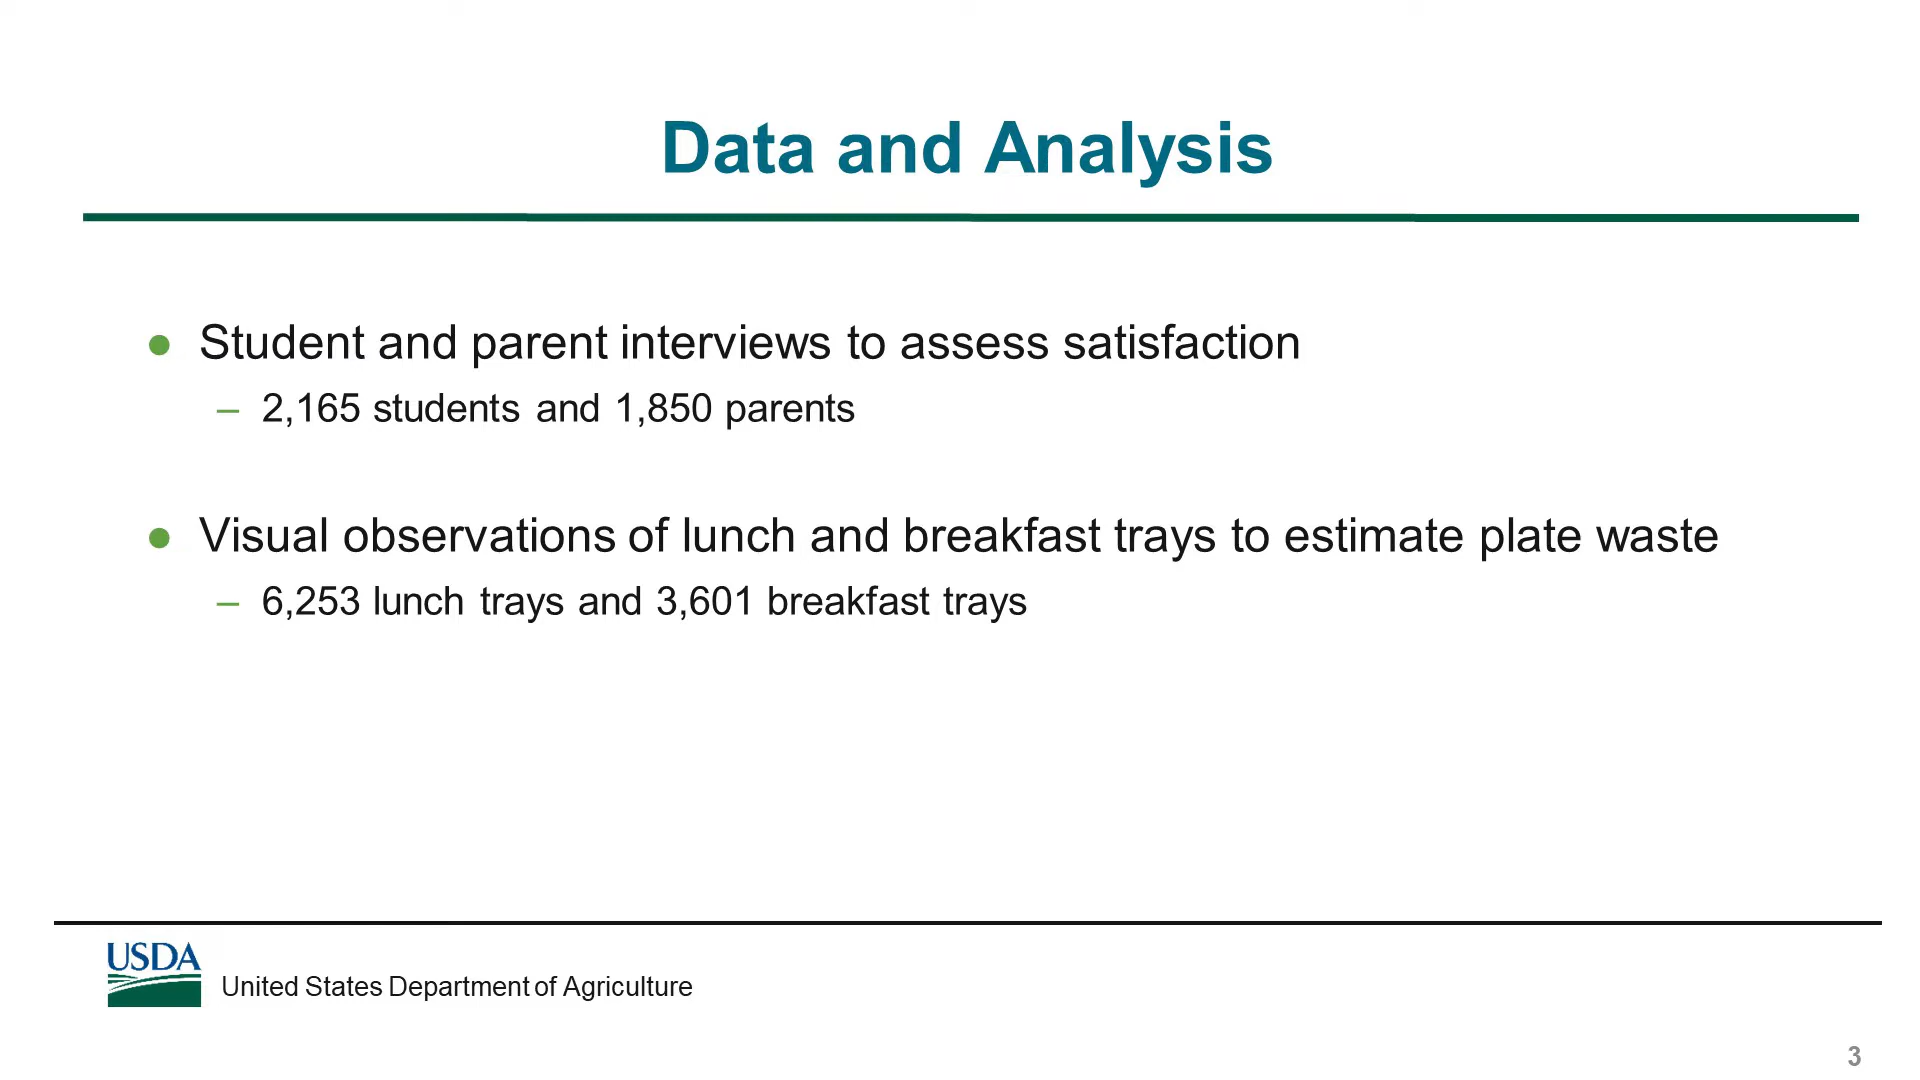 Data and Analysis
● Student and parent interviews to assess satisfaction
– 2,165 students and 1,850 parents
● Visual observations of lunch and breakfast trays to estimate plate waste
– 6,253 lunch trays and 3,601 breakfast trays
USDA
United States Department of Agriculture
3